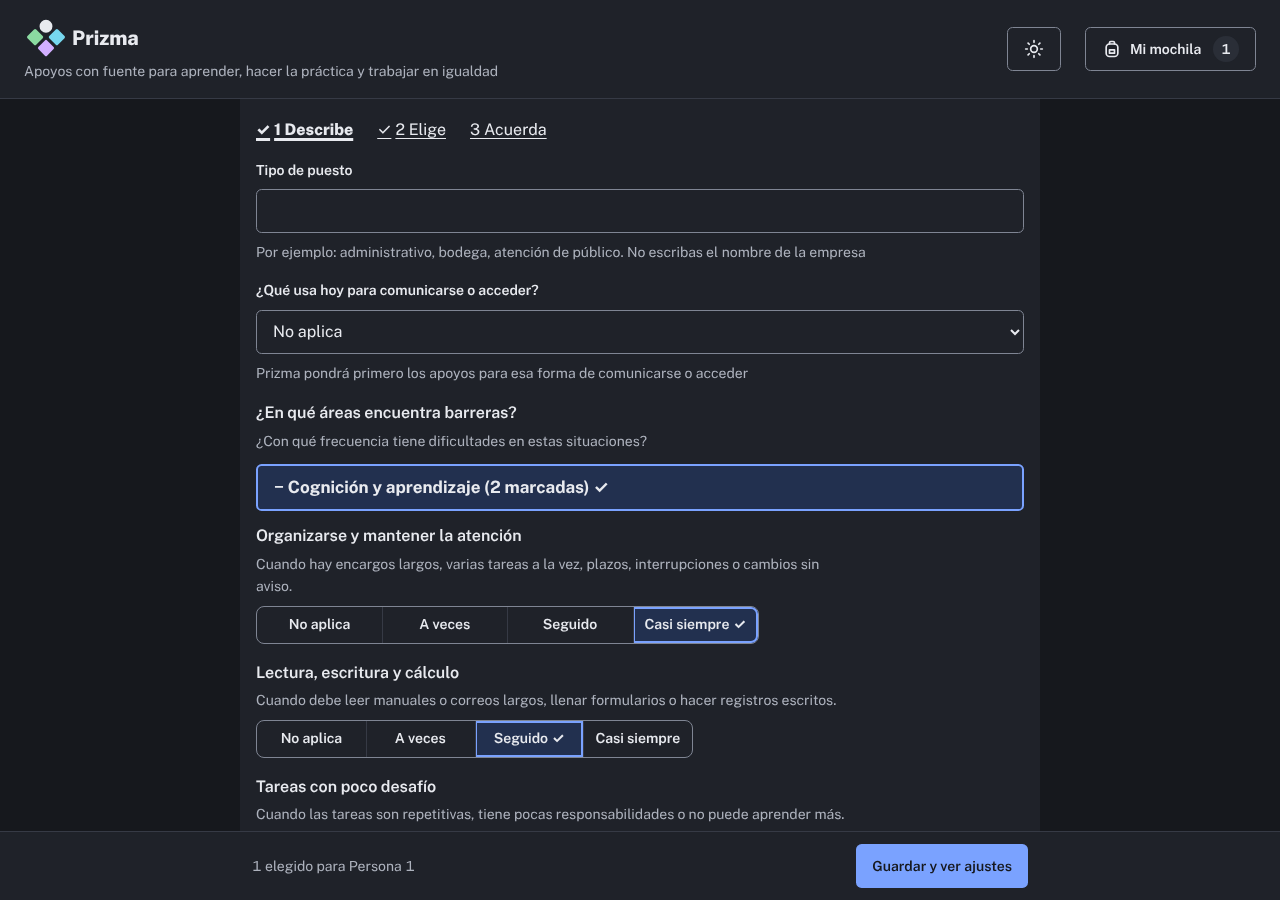 Prizma
Apoyos con fuente para aprender, hacer la práctica y trabajar en igualdad
Mi mochila 1
✓ 1 Describe ✓ 2 Elige 3 Acuerda
Tipo de puesto
Por ejemplo: administrativo, bodega, atención de público. No escribas el nombre de la empresa
¿Qué usa hoy para comunicarse o acceder?
No aplica
Prizma pondrá primero los apoyos para esa forma de comunicarse o acceder
¿En qué áreas encuentra barreras?
¿Con qué frecuencia tiene dificultades en estas situaciones?
− Cognición y aprendizaje (2 marcadas) ✓
Organizarse y mantener la atención
Cuando hay encargos largos, varias tareas a la vez, plazos, interrupciones o cambios sin
aviso.
No aplica A veces Seguido Casi siempre ✓
Lectura, escritura y cálculo
Cuando debe leer manuales o correos largos, llenar formularios o hacer registros escritos.
No aplica A veces Seguido ✓ Casi siempre
Tareas con poco desafío
Cuando las tareas son repetitivas, tiene pocas responsabilidades o no puede aprender más.
1 elegido para Persona 1
Guardar y ver ajustes